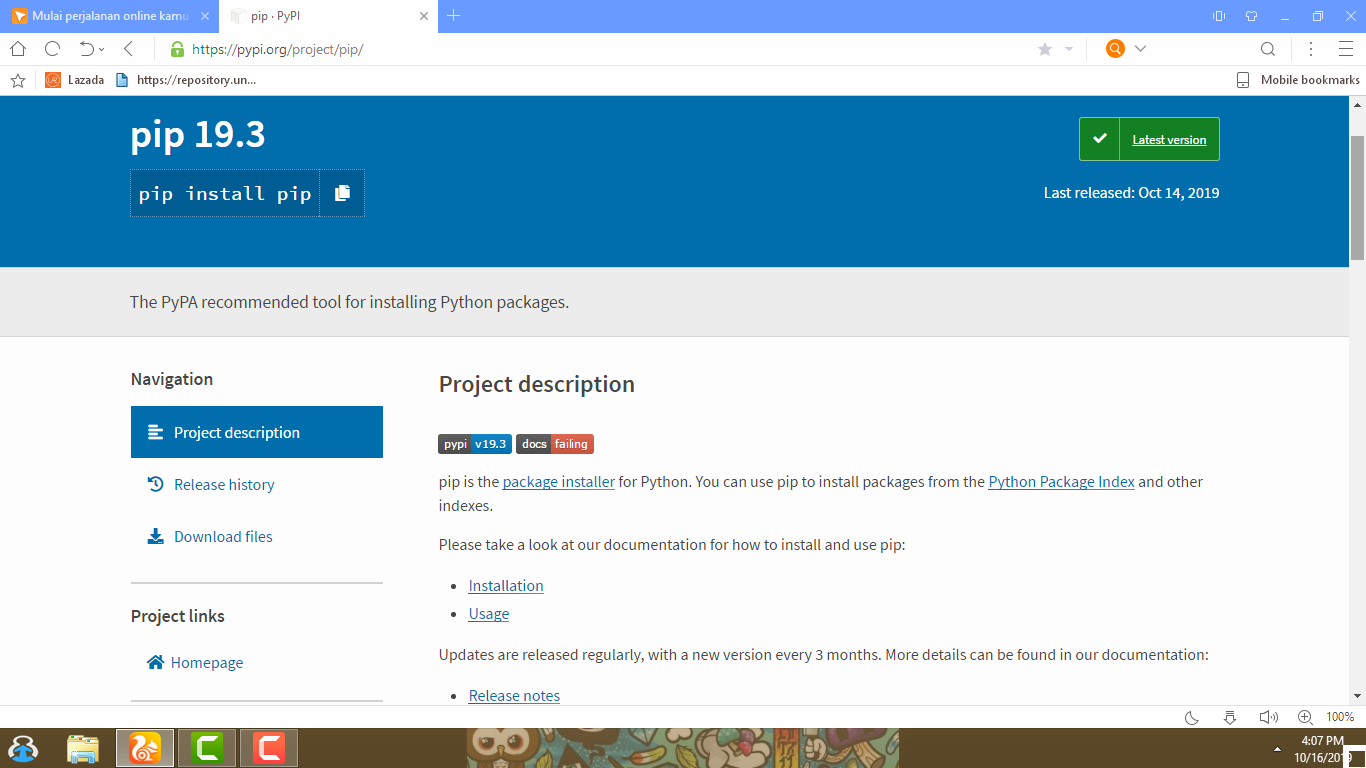 Mulai perjalanan online kamu
pip · PyPI
https://pypi.org/project/pip/
Lazada
https://repository.un...
Mobile bookmarks
pip 19.3
Latest version
pip install pip
Last released: Oct 14, 2019
The PyPA recommended tool for installing Python packages.
Navigation
Project description
Release history
Download files
Project links
Homepage
Project description
pypi v19.3 docs failing
pip is the package installer for Python. You can use pip to install packages from the Python Package Index and other
indexes.
Please take a look at our documentation for how to install and use pip:
• Installation
• Usage
Updates are released regularly, with a new version every 3 months. More details can be found in our documentation:
• Release notes
100%
4:07 PM
10/16/2019